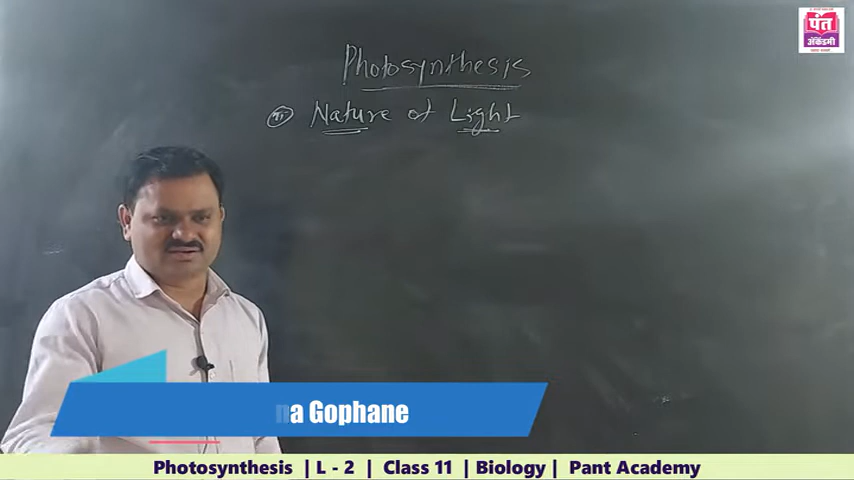 Photosynthesis
Nature of Light
पंत
अ‍ॅकॅडमी
a Gophane
Photosynthesis | L - 2 | Class 11 | Biology | Pant Academy